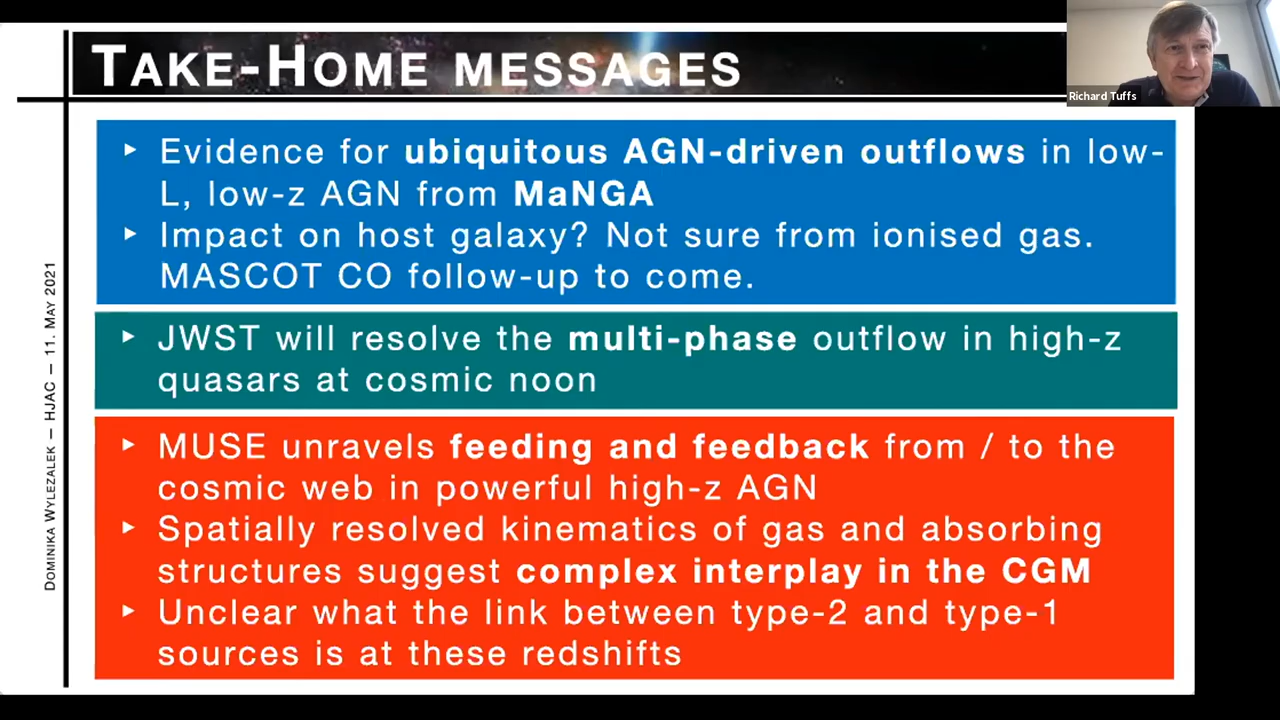 TAKE-HOME MESSAGES
Richard Tuffs
▸ Evidence for ubiquitous AGN-driven outflows in low-
L, low-z AGN from MaNGA
▸ Impact on host galaxy? Not sure from ionised gas.
MASCOT CO follow-up to come.
▸ JWST will resolve the multi-phase outflow in high-z
quasars at cosmic noon
▸ MUSE unravels feeding and feedback from / to the
cosmic web in powerful high-z AGN
▸ Spatially resolved kinematics of gas and absorbing
structures suggest complex interplay in the CGM
▸ Unclear what the link between type-2 and type-1
sources is at these redshifts
DOMINIKA WYLEZALEK – HJAC – 11. MAY 2021